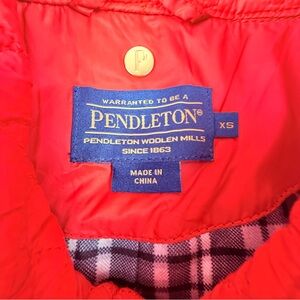 P
WARRANTED TO BE A
PENDLETON®
XS
PENDLETON WOOLEN MILLS
SINCE 1863
MADE IN
CHINA